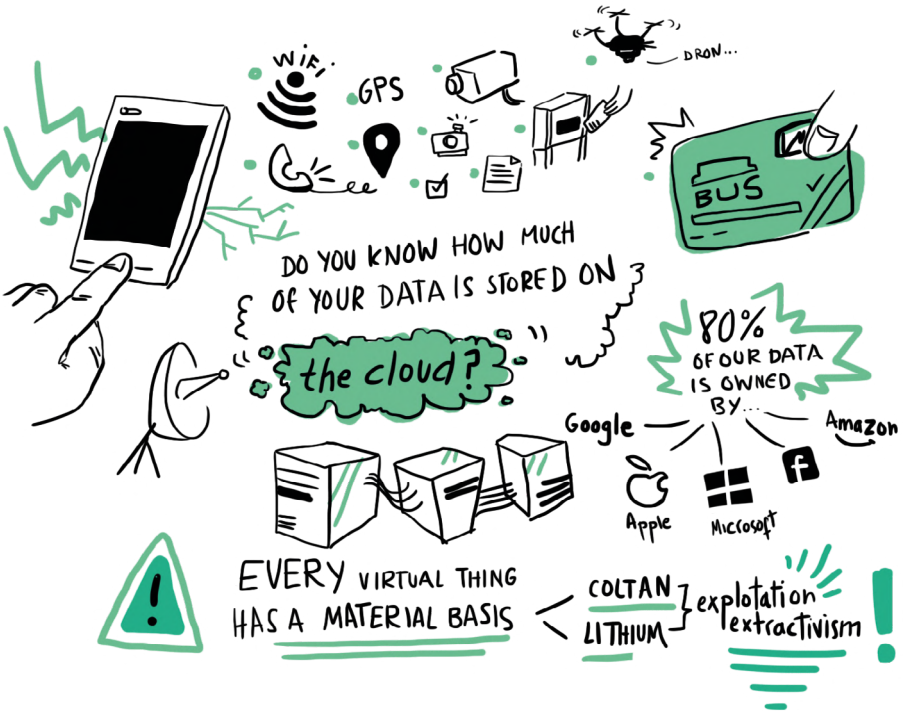 WiFi
GPS
DRON...
BUS
DO YOU KNOW HOW MUCH
OF YOUR DATA IS STORED ON
the cloud?
80%
OF OUR DATA
IS OWNED
BY...
Google
Amazon
f
Apple
Microsoft
EVERY VIRTUAL THING
HAS A MATERIAL BASIS
COLTAN
LITHIUM
explotation
extractivism
!
!